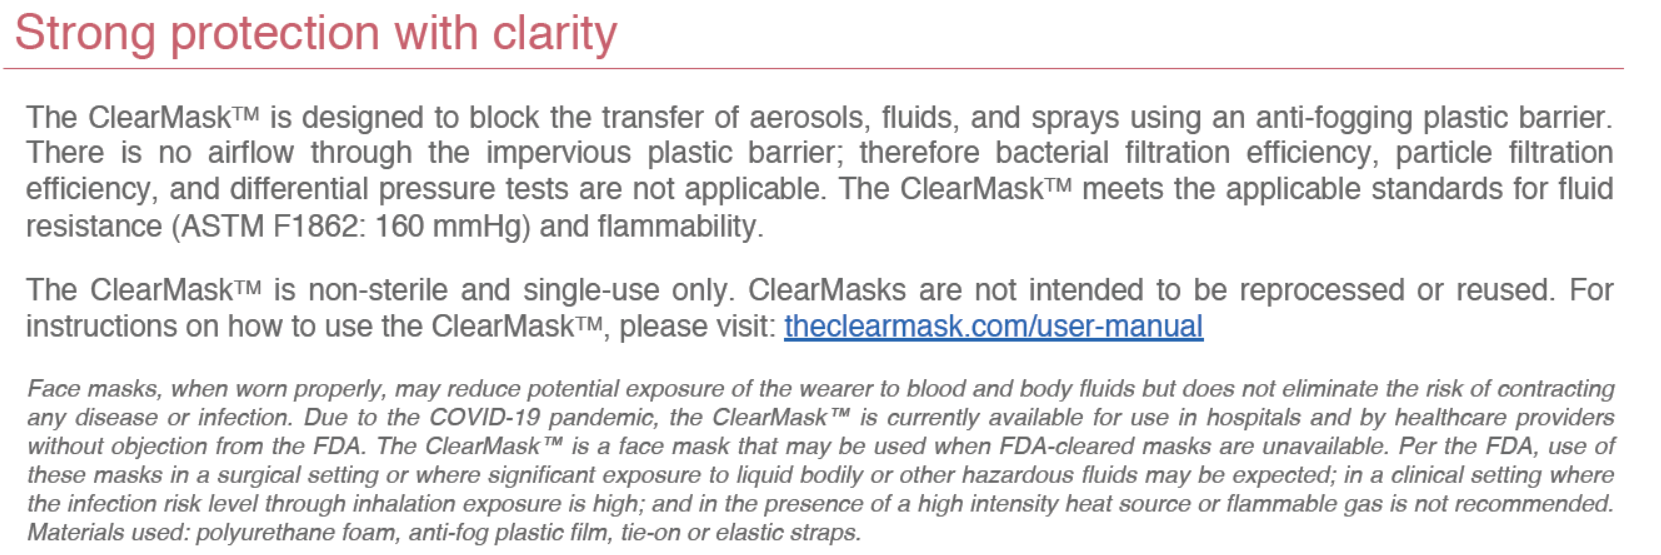 Strong protection with clarity
The ClearMask™ is designed to block the transfer of aerosols, fluids, and sprays using an anti-fogging plastic barrier.
There is no airflow through the impervious plastic barrier; therefore bacterial filtration efficiency, particle filtration
efficiency, and differential pressure tests are not applicable. The ClearMask™ meets the applicable standards for fluid
resistance (ASTM F1862: 160 mmHg) and flammability.
The ClearMask™ is non-sterile and single-use only. ClearMasks are not intended to be reprocessed or reused. For
instructions on how to use the ClearMask™, please visit: theclearmask.com/user-manual
Face masks, when worn properly, may reduce potential exposure of the wearer to blood and body fluids but does not eliminate the risk of contracting
any disease or infection. Due to the COVID-19 pandemic, the ClearMask™ is currently available for use in hospitals and by healthcare providers
without objection from the FDA. The ClearMask™ is a face mask that may be used when FDA-cleared masks are unavailable. Per the FDA, use of
these masks in a surgical setting or where significant exposure to liquid bodily or other hazardous fluids may be expected; in a clinical setting where
the infection risk level through inhalation exposure is high; and in the presence of a high intensity heat source or flammable gas is not recommended.
Materials used: polyurethane foam, anti-fog plastic film, tie-on or elastic straps.